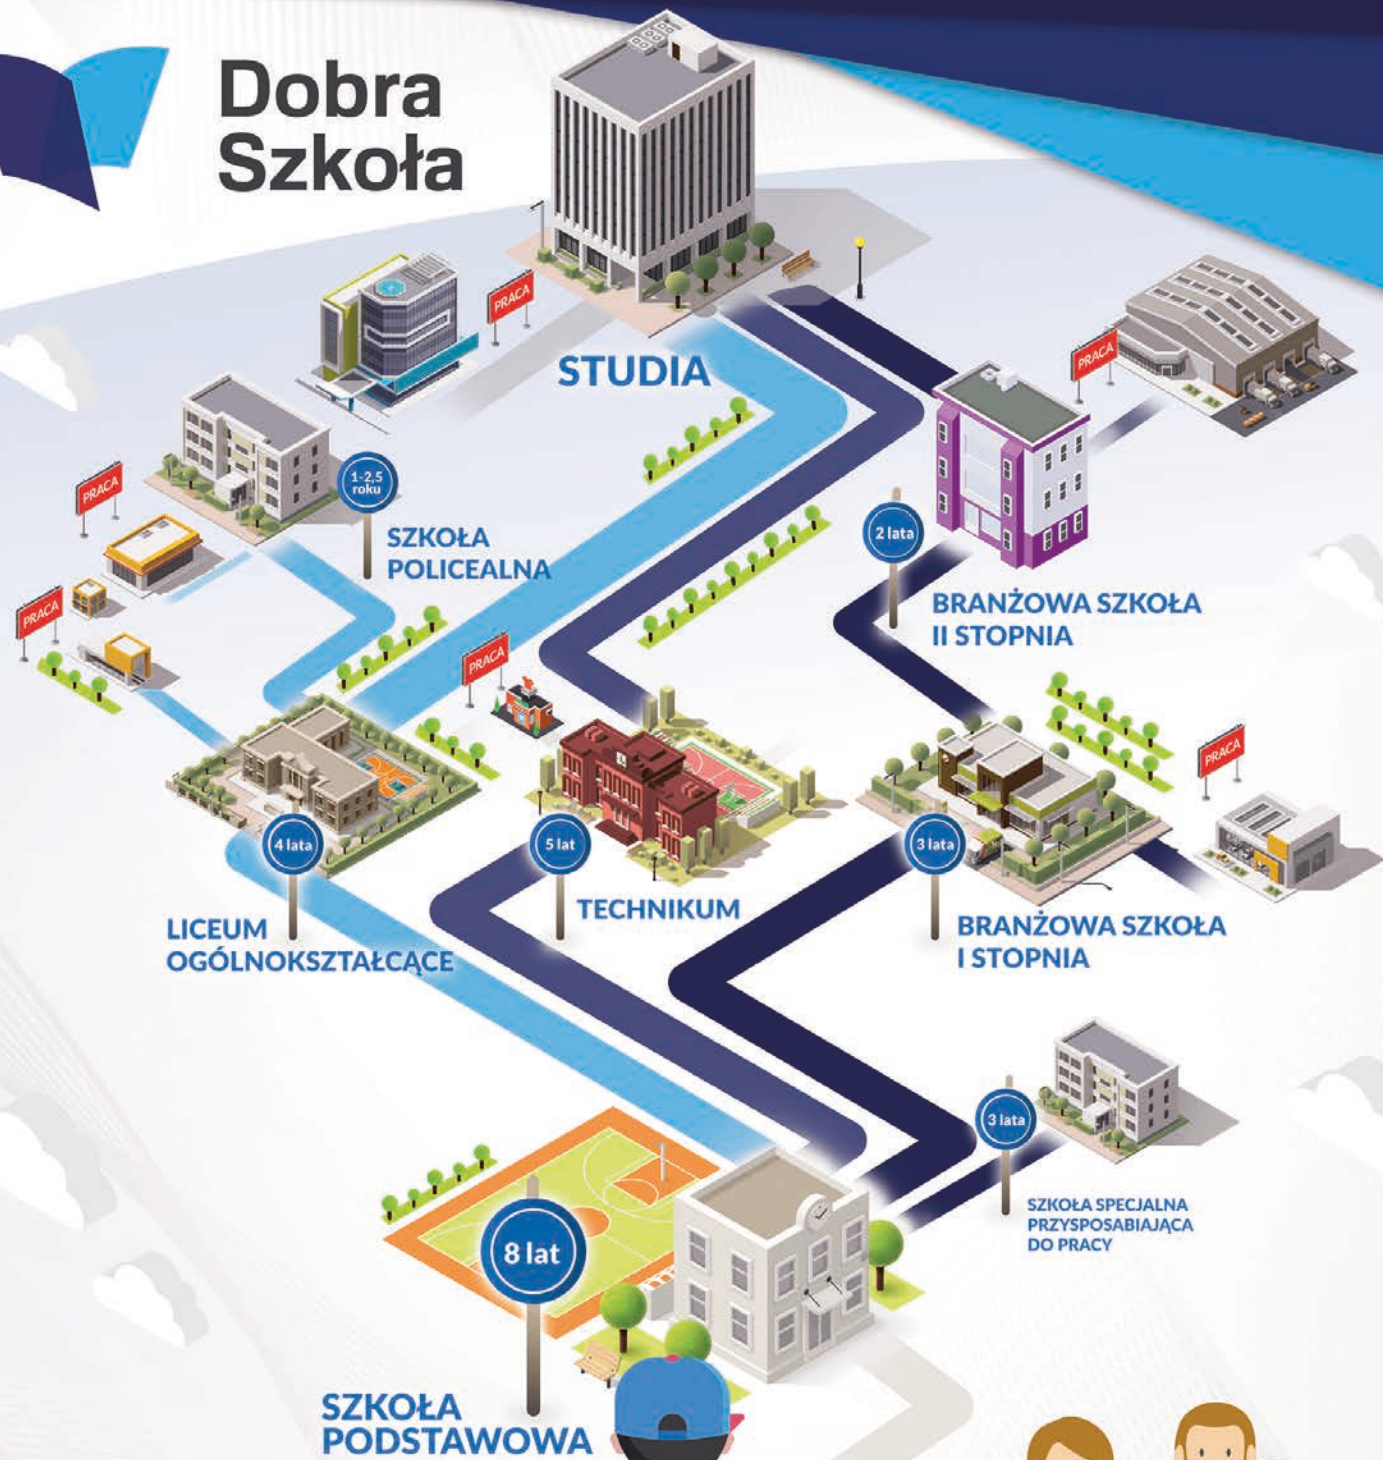 Dobra
Szkoła
PRACA
STUDIA
PRACA
1-2,5
roku
PRACA
SZKOŁA
POLICEALNA
2 lata
BRANŻOWA SZKOŁA
II STOPNIA
PRACA
PRACA
PRACA
4 lata
5 lat
3 lata
LICEUM
OGÓLNOKSZTAŁCĄCE
TECHNIKUM
BRANŻOWA SZKOŁA
I STOPNIA
3 lata
SZKOŁA SPECJALNA
PRZYSPOSABIAJĄCA
DO PRACY
8 lat
SZKOŁA
PODSTAWOWA